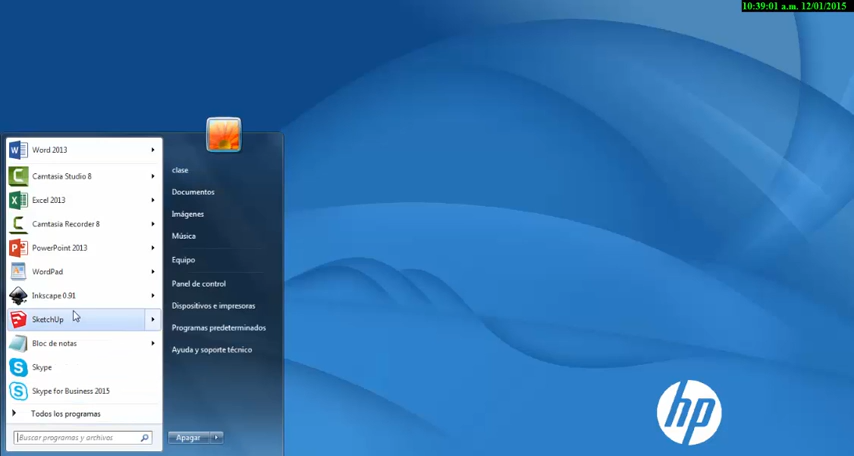 10:39:01 a.m. 12/01/2015
Word 2013
Camtasia Studio 8
Excel 2013
Camtasia Recorder 8
PowerPoint 2013
WordPad
Inkscape 0.91
SketchUp
Bloc de notas
Skype
Skype for Business 2015
Todos los programas
Buscar programas y archivos
clase
Documentos
Imágenes
Música
Equipo
Panel de control
Dispositivos e impresoras
Programas predeterminados
Ayuda y soporte técnico
Apagar
hp